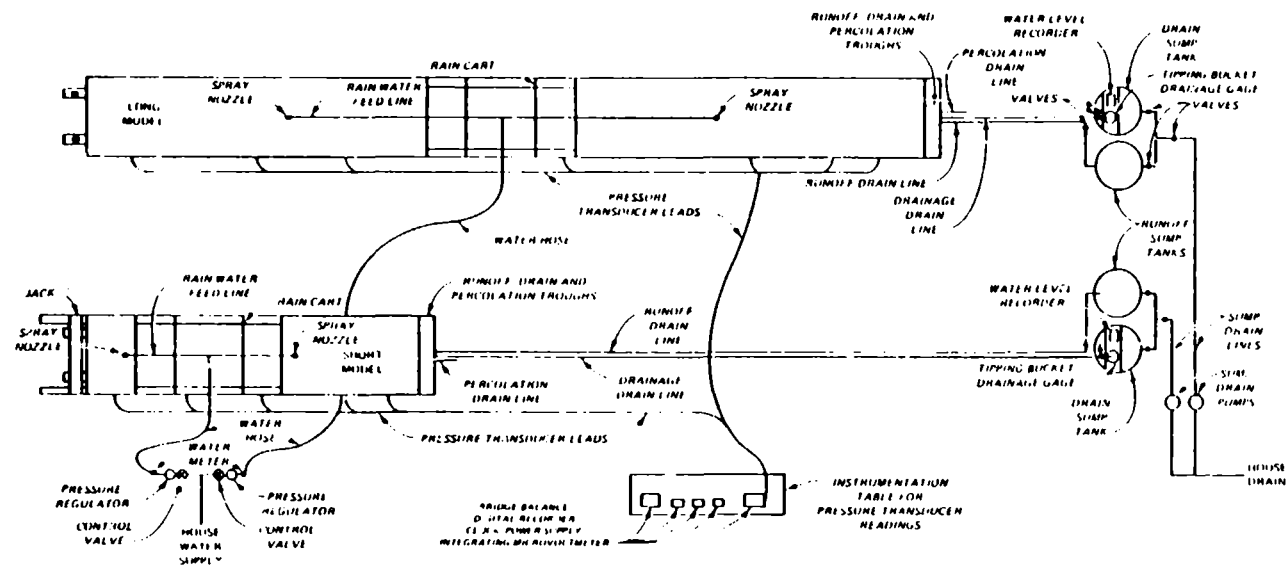 RUNOFF DRAIN AND
PERCOLATION
TROUGHS
WATER LEVEL
RECORDER
DRAIN
SUMP
TANK
PERCOLATION
DRAIN
LINE
TIPPING BUCKET
DRAINAGE GAGE
VALVES
VALVES
RAIN CART
SPRAY
NOZZLE
RAIN WATER
FEED LINE
SPRAY
NOZZLE
LONG
MODEL
RUNOFF DRAIN LINE
DRAINAGE
DRAIN
LINE
PRESSURE
TRANSDUCER LEADS
WATER HOSE
RUNOFF
SUMP
TANKS
JACK
RAIN WATER
FEED LINE
RAIN CART
RUNOFF DRAIN AND
PERCOLATION TROUGHS
SPRAY
NOZZLE
SPRAY
NOZZLE
SHORT
MODEL
RUNOFF
DRAIN
LINE
WATER LEVEL
RECORDER
SUMP
DRAIN
LINES
PERCOLATION
DRAIN LINE
DRAINAGE
DRAIN LINE
TIPPING BUCKET
DRAINAGE GAGE
DRAIN
SUMP
TANK
DRAIN
PUMPS
WATER
HOSE
PRESSURE TRANSDUCER LEADS
WATER
METER
PRESSURE
REGULATOR
PRESSURE
REGULATOR
CONTROL
VALVE
CONTROL
VALVE
HOUSE
WATER
SUPPLY
BRIDGE BALANCE
DIGITAL RECORDER
CLOCK POWER SUPPLY
INTEGRATING MICROVOLTMETER
INSTRUMENTATION
TABLE FOR
PRESSURE TRANSDUCER
READINGS
HOUSE
DRAIN